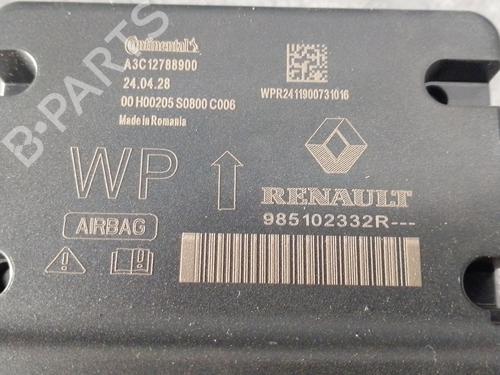 Continental
A3C12788900
24.04.28
00 H00205 S0800 C006
Made in Romania
WPR2411900731016
WP
RENAULT
985102332R---
AIRBAG
B-PARTS